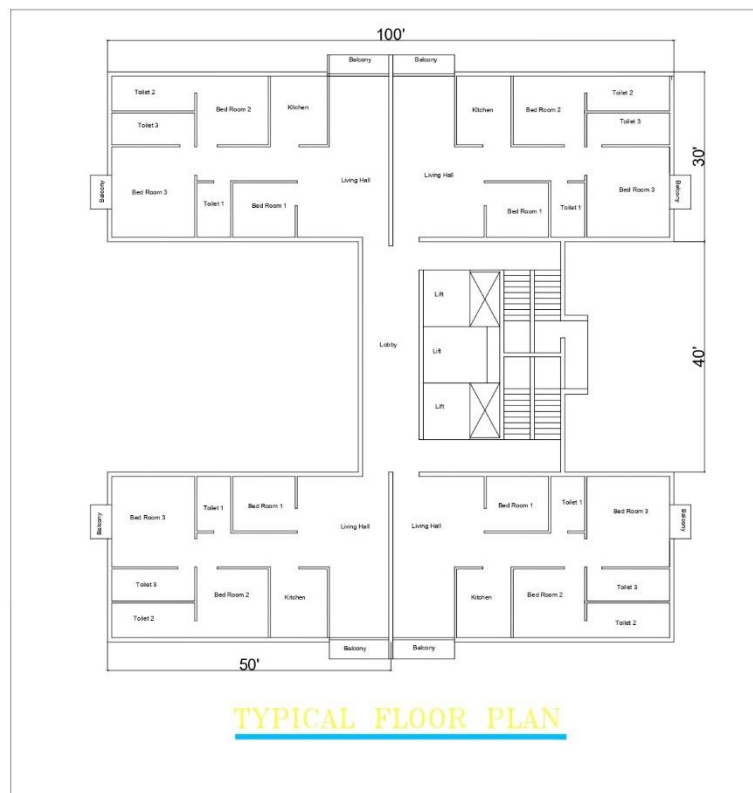 100'
Balcony Balcony
Toilet 2 Bed Room 2 Kitchen Kitchen Bed Room 2 Toilet 2
Toilet 3 Toilet 3
30'
Balcony Bed Room 3 Living Hall Living Hall Bed Room 3 Balcony
Toilet 1 Bed Room 1 Bed Room 1 Toilet 1
Lift
Lobby Lift
40'
Lift
Balcony Bed Room 3 Toilet 1 Bed Room 1 Bed Room 1 Toilet 1 Bed Room 3 Balcony
Living Hall Living Hall
Toilet 3 Bed Room 2 Kitchen Kitchen Bed Room 2 Toilet 3
Toilet 2 Toilet 2
Balcony Balcony
50'
TYPICAL FLOOR PLAN